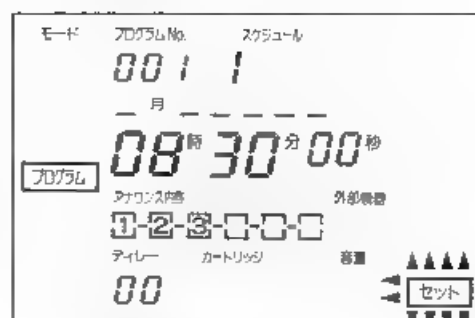 モード プログラム No. スケジュール
001 1
月
08時30分00秒
プログラム
アナウンス内容 外部機器
1-2-3
ディレー カートリッジ 容量
00
セット